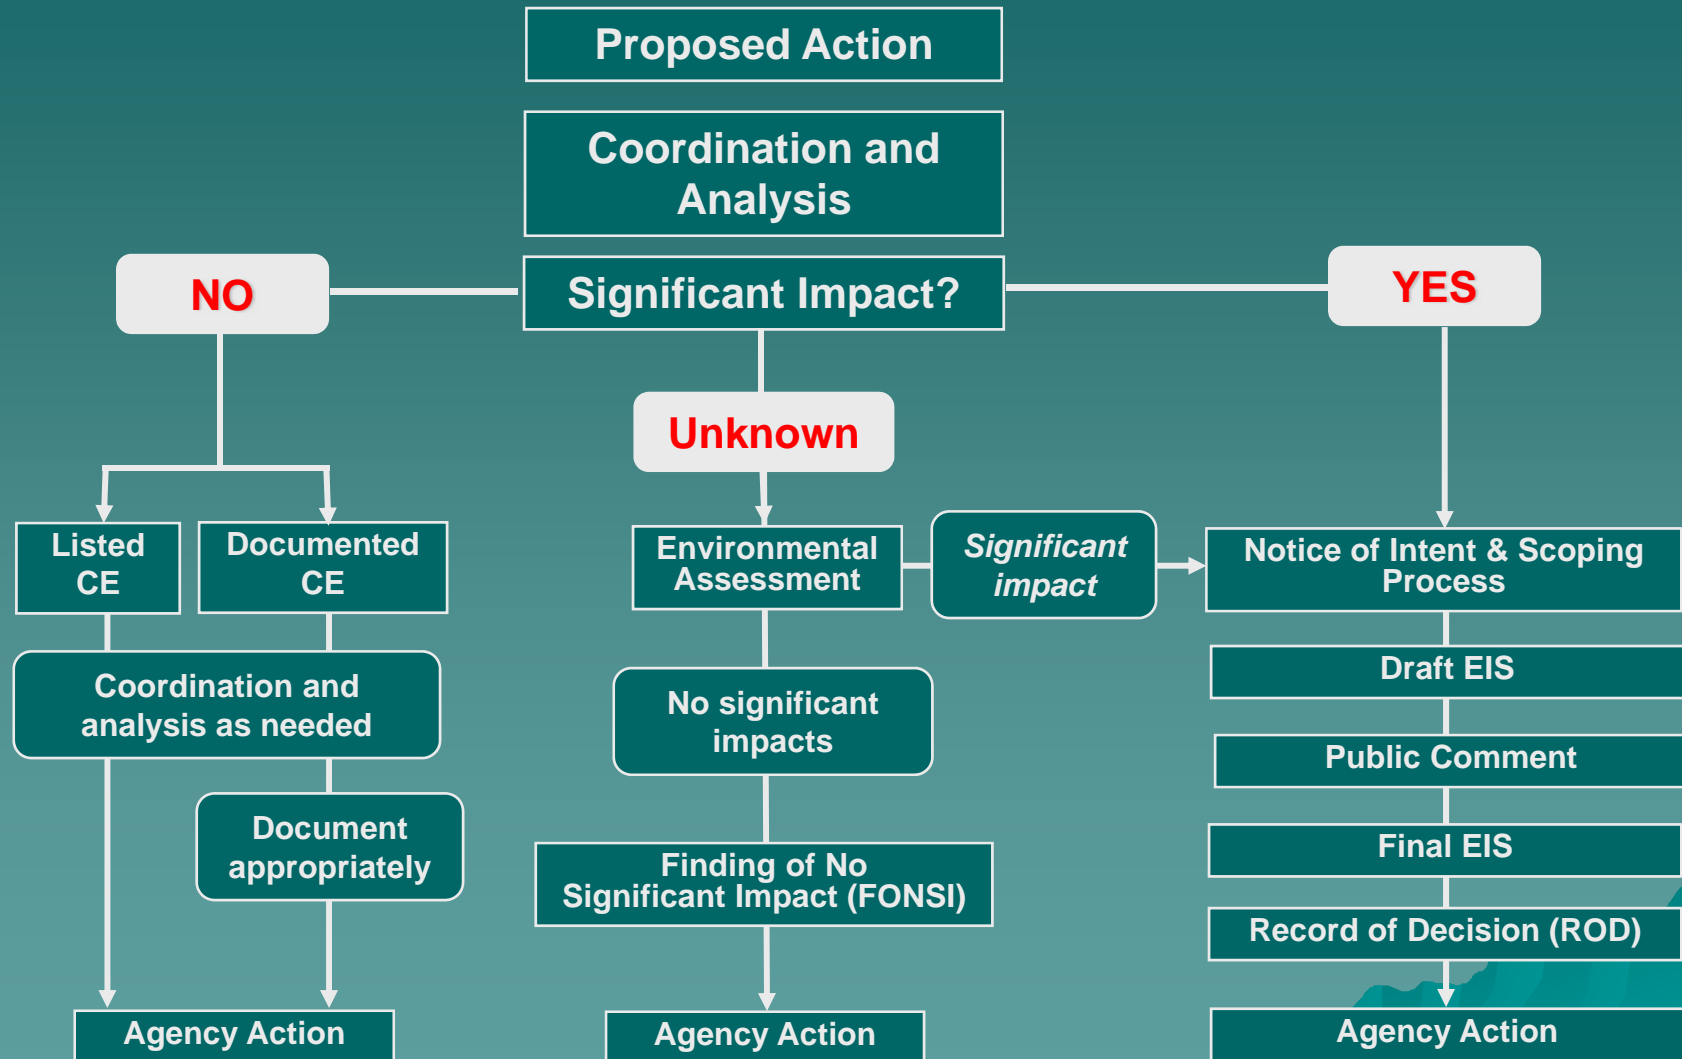 Proposed Action
Coordination and
Analysis
Significant Impact?
NO
YES
Unknown
Listed
CE
Documented
CE
Environmental
Assessment
Significant
impact
Notice of Intent & Scoping
Process
Coordination and
analysis as needed
No significant
impacts
Draft EIS
Public Comment
Document
appropriately
Final EIS
Finding of No
Significant Impact (FONSI)
Record of Decision (ROD)
Agency Action
Agency Action
Agency Action